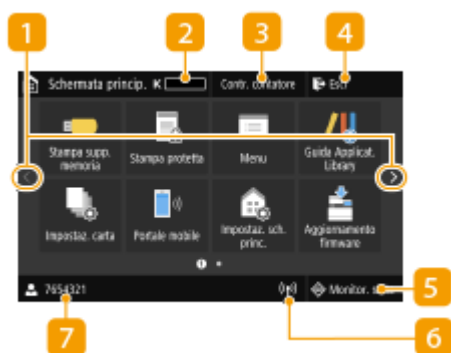 1 2 3 4
Schermata princip. K Contr. contatore Esci
Stampa supp. memoria
Stampa protetta
Menu
Guida Applicat. Library
Impostaz. carta
Portale mobile
Impostaz. sch. princ.
Aggiornamento firmware
7654321 Monitor.
7 6 5